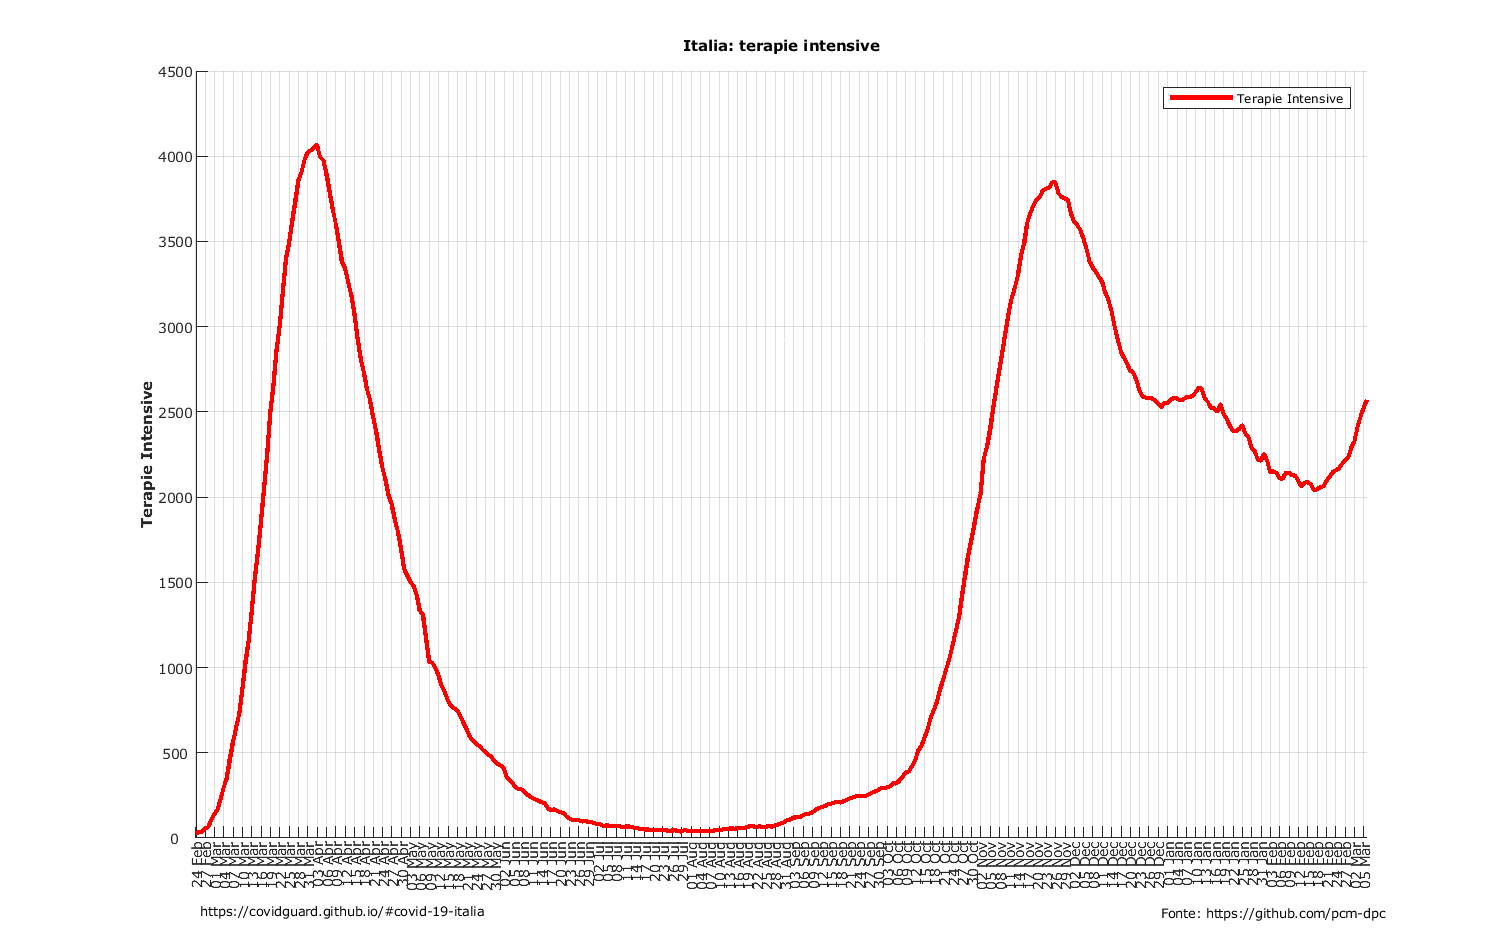 Italia: terapie intensive
Terapie Intensive
4500
4000
3500
3000
2500
2000
1500
1000
500
0
Terapie Intensive
24 Feb
27 Feb
01 Mar
04 Mar
07 Mar
10 Mar
13 Mar
16 Mar
19 Mar
22 Mar
25 Mar
28 Mar
31 Mar
03 Apr
06 Apr
09 Apr
12 Apr
15 Apr
18 Apr
21 Apr
24 Apr
27 Apr
30 Apr
03 May
06 May
09 May
12 May
15 May
18 May
21 May
24 May
27 May
30 May
02 Jun
05 Jun
08 Jun
11 Jun
14 Jun
17 Jun
20 Jun
23 Jun
26 Jun
29 Jun
02 Jul
05 Jul
08 Jul
11 Jul
14 Jul
17 Jul
20 Jul
23 Jul
26 Jul
29 Jul
01 Aug
04 Aug
07 Aug
10 Aug
13 Aug
16 Aug
19 Aug
22 Aug
25 Aug
28 Aug
31 Aug
03 Sep
06 Sep
09 Sep
12 Sep
15 Sep
18 Sep
21 Sep
24 Sep
27 Sep
30 Sep
03 Oct
06 Oct
09 Oct
12 Oct
15 Oct
18 Oct
21 Oct
24 Oct
27 Oct
30 Oct
02 Nov
05 Nov
08 Nov
11 Nov
14 Nov
17 Nov
20 Nov
23 Nov
26 Nov
29 Nov
02 Dec
05 Dec
08 Dec
11 Dec
14 Dec
17 Dec
20 Dec
23 Dec
26 Dec
29 Dec
01 Jan
04 Jan
07 Jan
10 Jan
13 Jan
16 Jan
19 Jan
22 Jan
25 Jan
28 Jan
31 Jan
03 Feb
06 Feb
09 Feb
12 Feb
15 Feb
18 Feb
21 Feb
24 Feb
27 Feb
02 Mar
05 Mar
https://covidguard.github.io/#covid-19-italia
Fonte: https://github.com/pcm-dpc